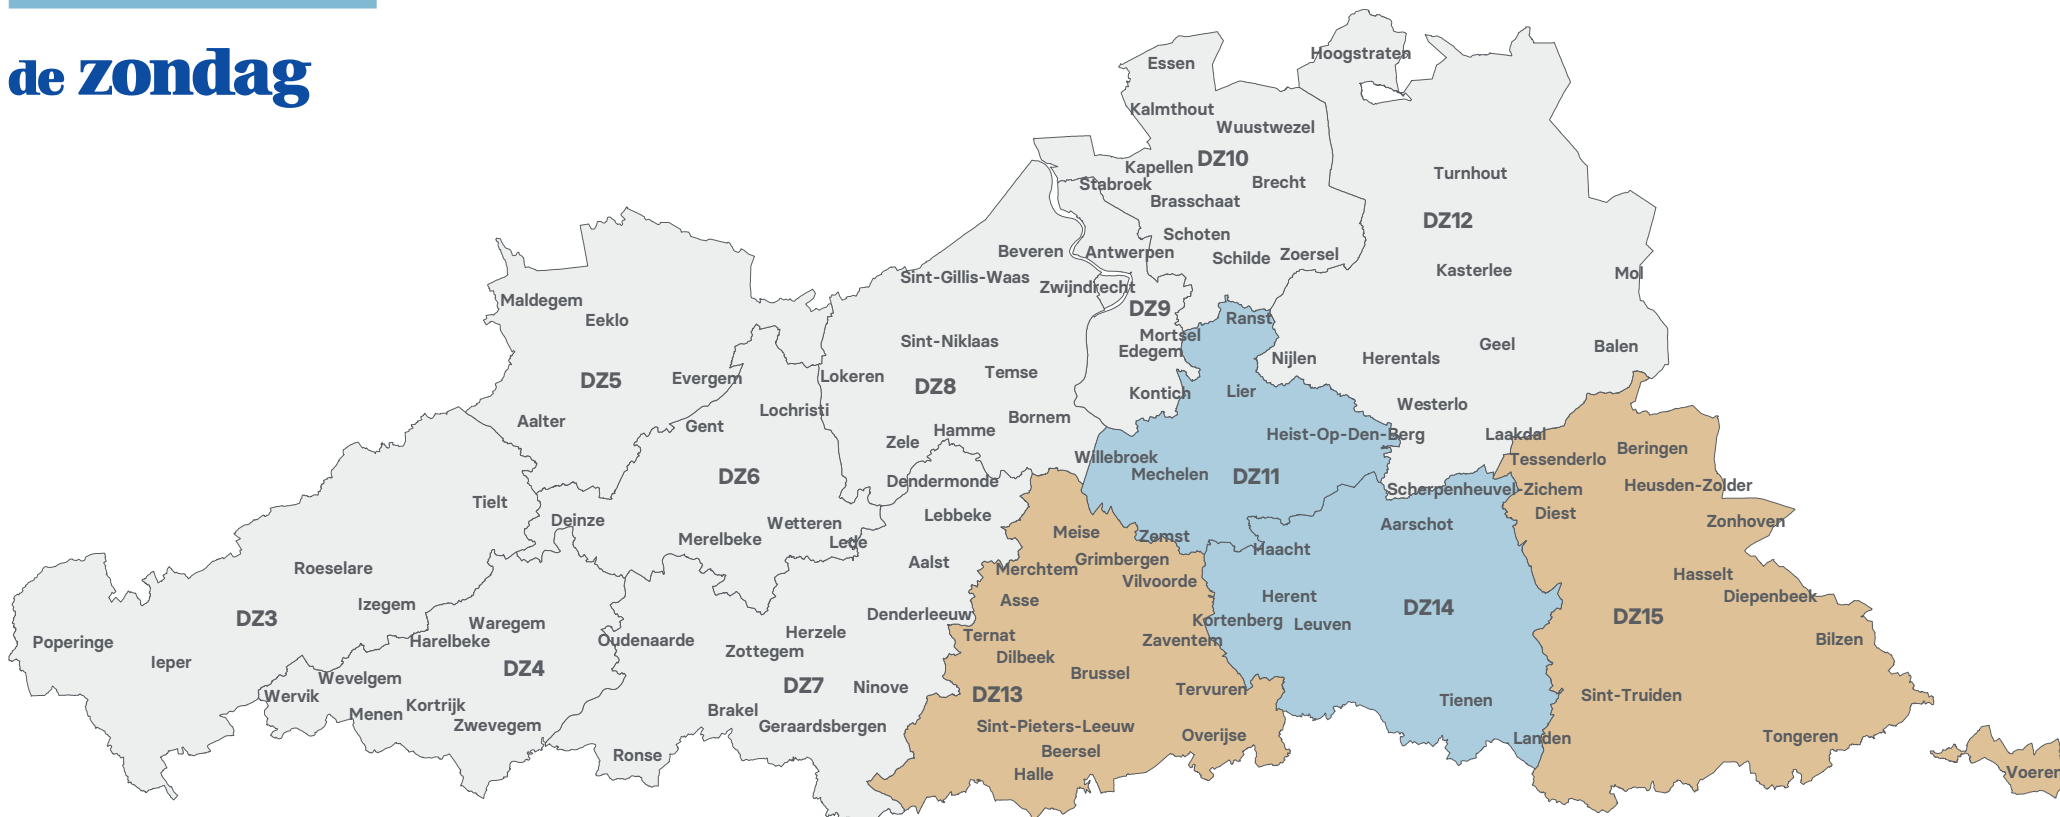 de zondag
Hoogstraten
Essen
Kalmthout
Wuustwezel
DZ10
Kapellen
Stabroek
Brecht
Brasschaat
Turnhout
DZ12
Schoten
Schilde
Zoersel
Kasterlee
Mol
Beveren
Antwerpen
Sint-Gillis-Waas
Zwijndrecht
DZ9
Ranst
Mortsel
Edegem
Nijlen
Herentals
Geel
Balen
Maldegem
Eeklo
DZ5
Evergem
Aalter
Sint-Niklaas
Lokeren
DZ8
Temse
Kontich
Lier
Westerlo
Lochristi
Gent
Zele
Hamme
Bornem
Heist-Op-Den-Berg
Laakdal
Willebroek
Mechelen
DZ11
Beringen
Tessenderlo
DZ6
Dendermonde
Scherpenheuvel-Zichem
Heusden-Zolder
Tielt
Deinze
Lebbeke
Diest
Zonhoven
Wetteren
Merelbeke
Lede
Meise
Zemst
Aarschot
Haacht
Aalst
Merchtem
Grimbergen
Vilvoorde
Hasselt
Diepenbeek
Roeselare
Izegem
DZ3
Asse
Herent
DZ14
DZ15
Denderleeuw
Kortenberg
Leuven
Poperinge
Ieper
Waregem
Harelbeke
Oudenaarde
Herzele
Zottegem
Ternat
Dilbeek
Zaventem
Bilzen
Wevelgem
DZ4
Wervik
Menen
Kortrijk
Zwevegem
DZ7
Ninove
DZ13
Brussel
Tervuren
Tienen
Sint-Truiden
Brakel
Geraardsbergen
Sint-Pieters-Leeuw
Overijse
Landen
Tongeren
Ronse
Beersel
Halle
Voeren